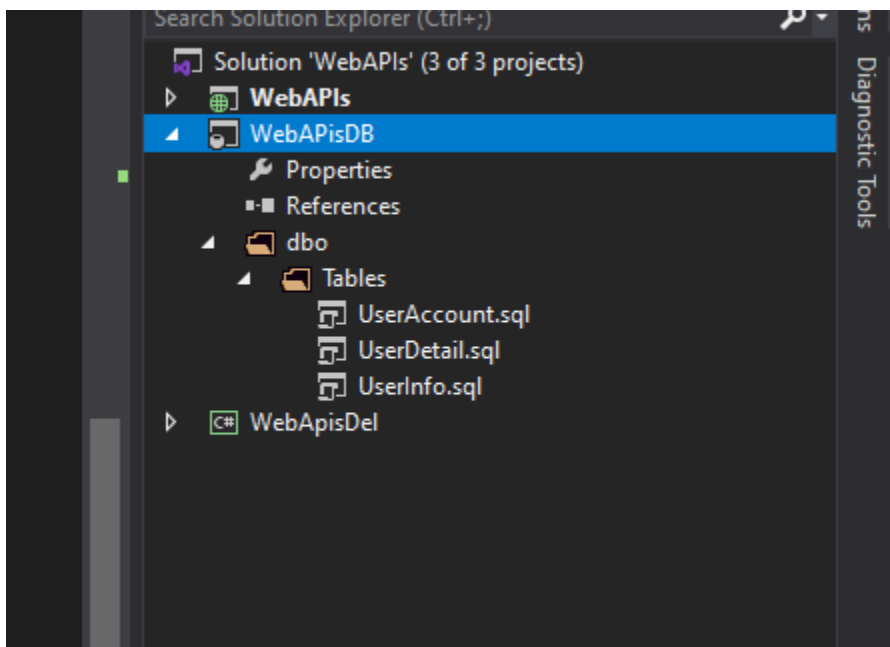 Search Solution Explorer (Ctrl+;)
Solution 'WebAPIs' (3 of 3 projects)
WebAPIs
WebAPisDB
Properties
References
dbo
Tables
UserAccount.sql
UserDetail.sql
UserInfo.sql
C# WebApisDel
ns
Diagnostic Tools